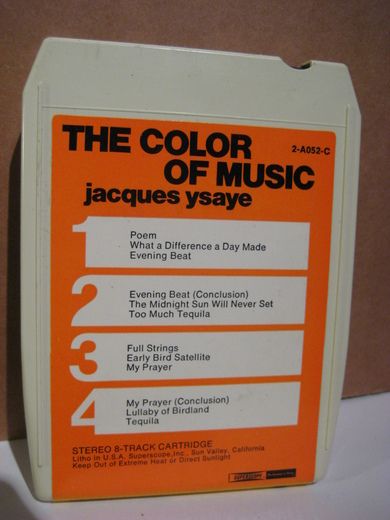 THE COLOR
2-A052-C
OF MUSIC
jacques ysaye
1
Poem
What a Difference a Day Made
Evening Beat
2
Evening Beat (Conclusion)
The Midnight Sun Will Never Set
Too Much Tequila
3
Full Strings
Early Bird Satellite
My Prayer
4
My Prayer (Conclusion)
Lullaby of Birdland
Tequila
STEREO 8-TRACK CARTRIDGE
Litho in U.S.A. Superscope, Inc., Sun Valley, California
Keep Out of Extreme Heat or Direct Sunlight
SUPERSCOPE